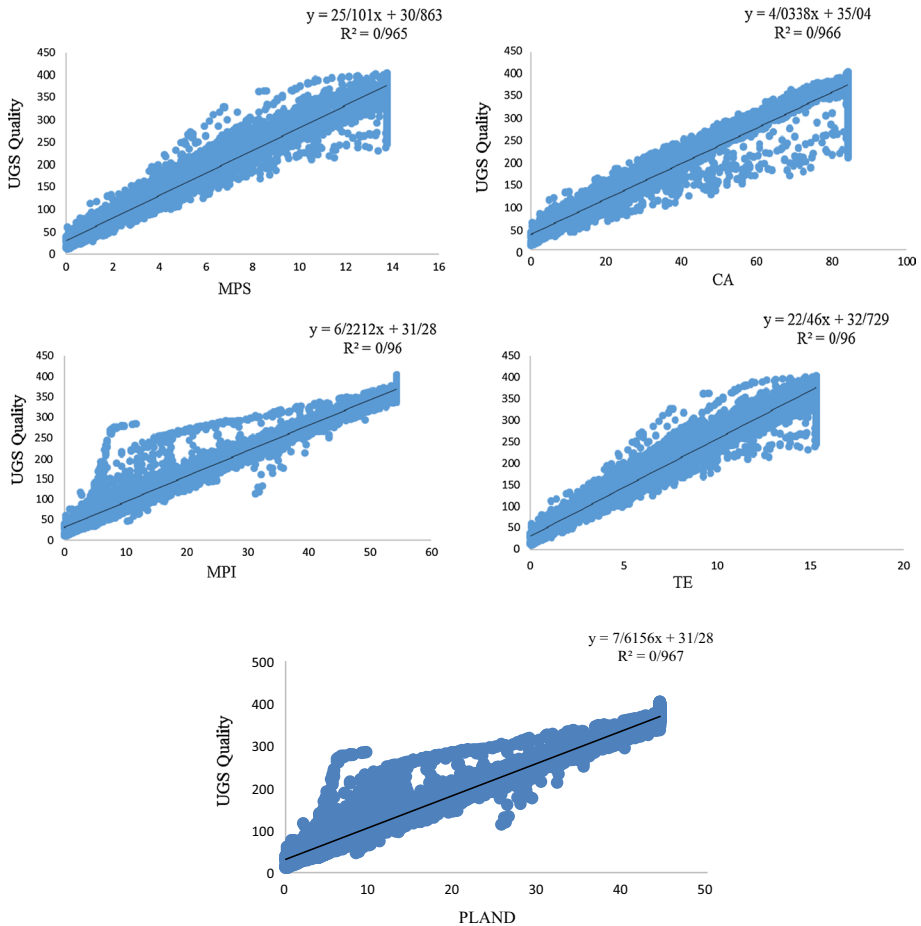 y = 25/101x + 30/863
R² = 0/965
450
400
350
300
250
200
150
100
50
0
UGS Quality
0 2 4 6 8 10 12 14 16
MPS
y = 4/0338x + 35/04
R² = 0/966
450
400
350
300
250
200
150
100
50
0
UGS Quality
0 20 40 60 80 100
CA
y = 6/2212x + 31/28
R² = 0/96
450
400
350
300
250
200
150
100
50
0
UGS Quality
0 10 20 30 40 50 60
MPI
y = 22/46x + 32/729
R² = 0/96
450
400
350
300
250
200
150
100
50
0
UGS Quality
0 5 10 15 20
TE
y = 7/6156x + 31/28
R² = 0/967
500
400
300
200
100
0
UGS Quality
0 10 20 30 40 50
PLAND